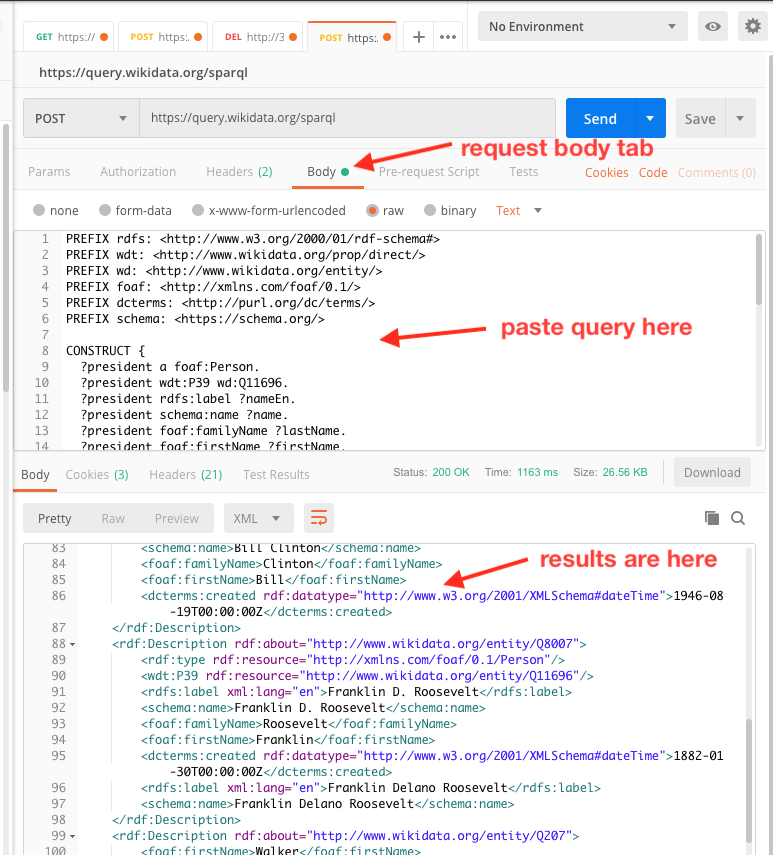 GET https:// POST https:. DEL http://3 POST https:. + ••• No Environment
https://query.wikidata.org/sparql
POST https://query.wikidata.org/sparql Send Save
request body tab
Params Authorization Headers (2) Body Pre-request Script Tests Cookies Code Comments (0)
none form-data x-www-form-urlencoded raw binary Text
1 PREFIX rdfs: <http://www.w3.org/2000/01/rdf-schema#>
2 PREFIX wdt: <http://www.wikidata.org/prop/direct/>
3 PREFIX wd: <http://www.wikidata.org/entity/>
4 PREFIX foaf: <http://xmlns.com/foaf/0.1/>
5 PREFIX dcterms: <http://purl.org/dc/terms/>
6 PREFIX schema: <https://schema.org/>
7
paste query here
8 CONSTRUCT {
9 ?president a foaf:Person.
10 ?president wdt:P39 wd:Q11696.
11 ?president rdfs:label ?nameEn.
12 ?president schema:name ?name.
13 ?president foaf:familyName ?lastName.
14 ?president foaf:firstName ?firstName.
Body Cookies (3) Headers (21) Test Results Status: 200 OK Time: 1163 ms Size: 26.56 KB Download
Pretty Raw Preview XML
83 <schema:name>Bill Clinton</schema:name>
results are here
84 <foaf:familyName>Clinton</foaf:familyName>
85 <foaf:firstName>Bill</foaf:firstName>
86 <dcterms:created rdf:datatype="http://www.w3.org/2001/XMLSchema#dateTime">1946-08
-19T00:00:00Z</dcterms:created>
87 </rdf:Description>
88 <rdf:Description rdf:about="http://www.wikidata.org/entity/Q8007">
89 <rdf:type rdf:resource="http://xmlns.com/foaf/0.1/Person"/>
90 <wdt:P39 rdf:resource="http://www.wikidata.org/entity/Q11696"/>
91 <rdfs:label xml:lang="en">Franklin D. Roosevelt</rdfs:label>
92 <schema:name>Franklin D. Roosevelt</schema:name>
93 <foaf:familyName>Roosevelt</foaf:familyName>
94 <foaf:firstName>Franklin</foaf:firstName>
95 <dcterms:created rdf:datatype="http://www.w3.org/2001/XMLSchema#dateTime">1882-01
-30T00:00:00Z</dcterms:created>
96 <rdfs:label xml:lang="en">Franklin Delano Roosevelt</rdfs:label>
97 <schema:name>Franklin Delano Roosevelt</schema:name>
98 </rdf:Description>
99 <rdf:Description rdf:about="http://www.wikidata.org/entity/Q207">
100 <foaf:firstName>Walker</foaf:firstName>